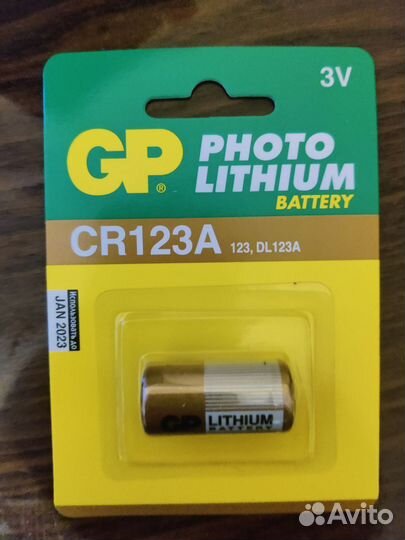 3V
GP®
PHOTO
LITHIUM
BATTERY
CR123A 123, DL123A
Использовать до
JAN 2023
GP LITHIUM
BATTERY
Avito